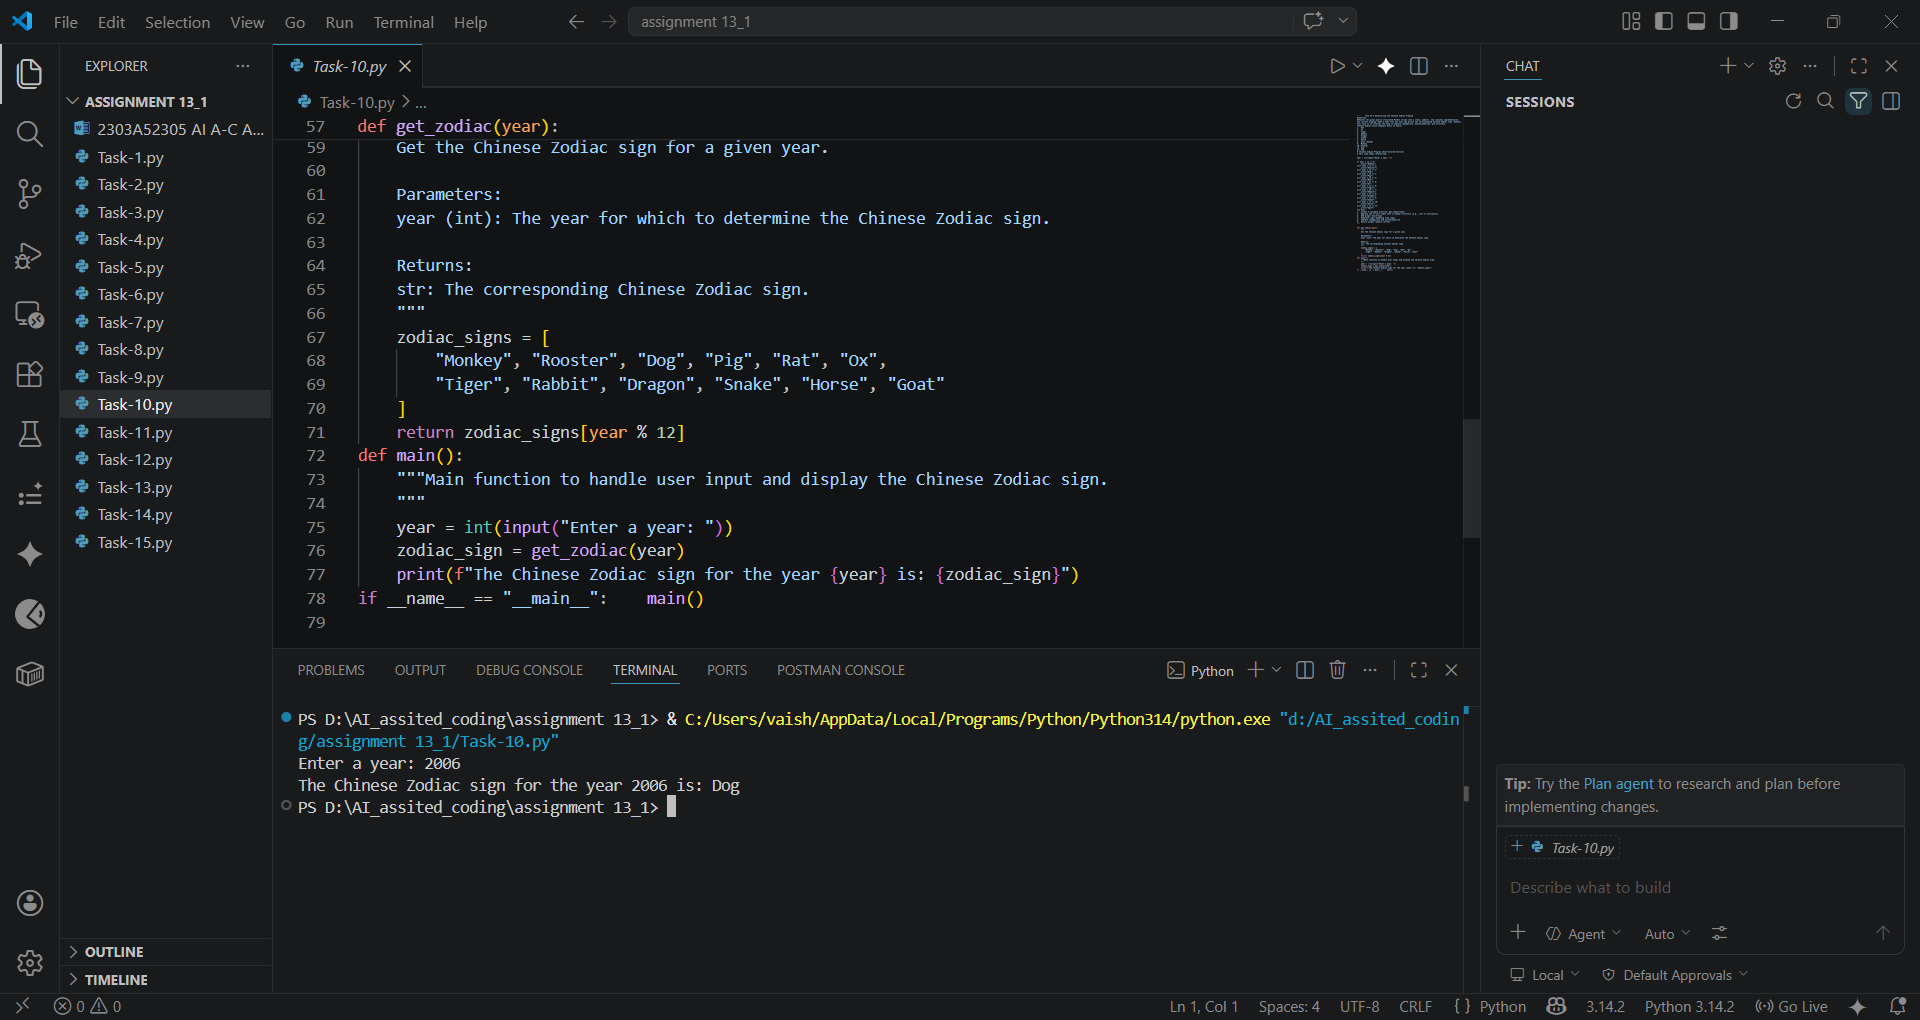 File Edit Selection View Go Run Terminal Help
assignment 13_1
EXPLORER
ASSIGNMENT 13_1
2303A52305 AI A-C A...
Task-1.py
Task-2.py
Task-3.py
Task-4.py
Task-5.py
Task-6.py
Task-7.py
Task-8.py
Task-9.py
Task-10.py
Task-11.py
Task-12.py
Task-13.py
Task-14.py
Task-15.py
OUTLINE
TIMELINE
Task-10.py
Task-10.py > ...
57 def get_zodiac(year):
59 Get the Chinese Zodiac sign for a given year.
60
61 Parameters:
62 year (int): The year for which to determine the Chinese Zodiac sign.
63
64 Returns:
65 str: The corresponding Chinese Zodiac sign.
66 """
67 zodiac_signs = [
68 "Monkey", "Rooster", "Dog", "Pig", "Rat", "Ox",
69 "Tiger", "Rabbit", "Dragon", "Snake", "Horse", "Goat"
70 ]
71 return zodiac_signs[year % 12]
72 def main():
73 """Main function to handle user input and display the Chinese Zodiac sign.
74 """
75 year = int(input("Enter a year: "))
76 zodiac_sign = get_zodiac(year)
77 print(f"The Chinese Zodiac sign for the year {year} is: {zodiac_sign}")
78 if __name__ == "__main__":    main()
79
PROBLEMS OUTPUT DEBUG CONSOLE TERMINAL PORTS POSTMAN CONSOLE
Python
PS D:\AI_assited_coding\assignment 13_1> & C:/Users/vaish/AppData/Local/Programs/Python/Python314/python.exe "d:/AI_assited_codin
g/assignment 13_1/Task-10.py"
Enter a year: 2006
The Chinese Zodiac sign for the year 2006 is: Dog
PS D:\AI_assited_coding\assignment 13_1>
CHAT
SESSIONS
Tip: Try the Plan agent to research and plan before
implementing changes.
Task-10.py
Describe what to build
Agent Auto
Local Default Approvals
0 0
Ln 1, Col 1 Spaces: 4 UTF-8 CRLF { } Python 3.14.2 Python 3.14.2 Go Live